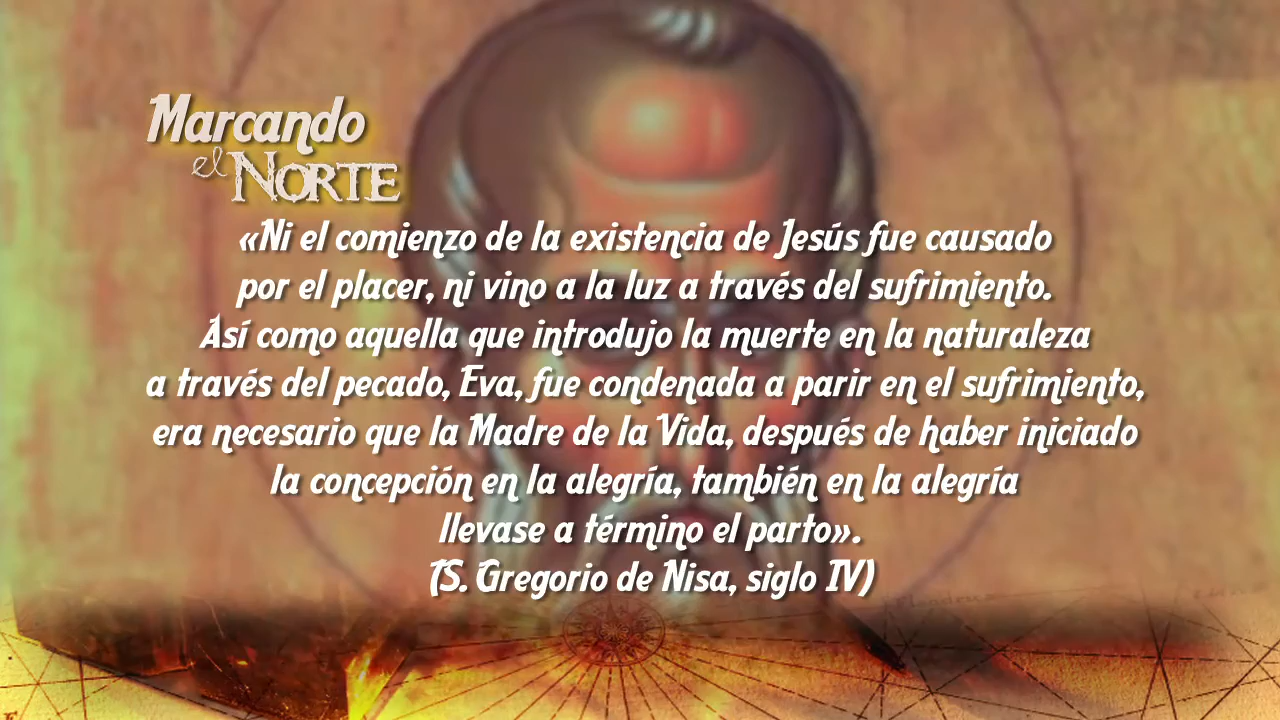 Marcando
el NORTE
«Ni el comienzo de la existencia de Jesús fue causado
por el placer, ni vino a la luz a través del sufrimiento.
Así como aquella que introdujo la muerte en la naturaleza
a través del pecado, Eva, fue condenada a parir en el sufrimiento,
era necesario que la Madre de la Vida, después de haber iniciado
la concepción en la alegría, también en la alegría
llevase a término el parto».
(S. Gregorio de Nisa, siglo IV)